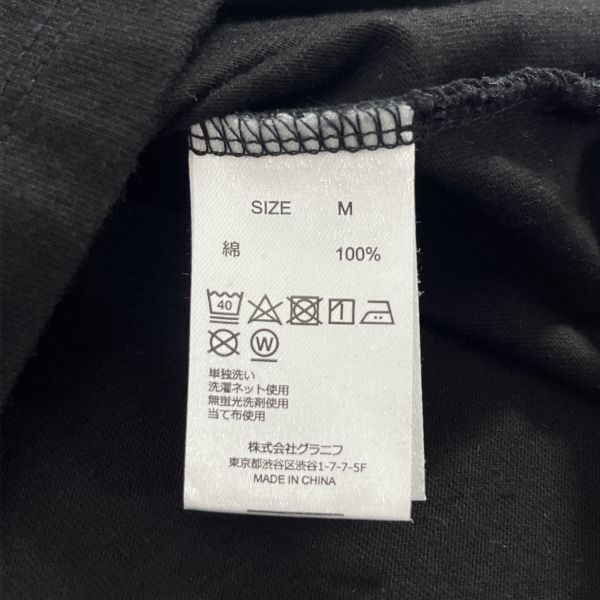 SIZE M
綿 100%
40
W
単独洗い
洗濯ネット使用
無蛍光洗剤使用
当て布使用
株式会社グラニフ
東京都渋谷区渋谷1-7-7-5F
MADE IN CHINA